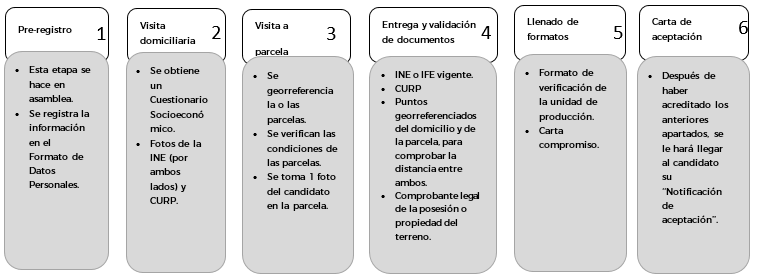 Pre-registro 1
• Esta etapa se
hace en
asamblea.
• Se registra la
información
en el
Formato de
Datos
Personales.
Visita
domiciliaria 2
• Se obtiene
un
Cuestionario
Socioeconó
mico.
• Fotos de la
INE (por
ambos
lados) y
CURP.
Visita a
parcela 3
• Se
georreferencia
la o las
parcelas.
• Se verifican las
condiciones de
las parcelas.
• Se toma 1 foto
del candidato
en la parcela.
Entrega y validación
de documentos 4
• INE o IFE vigente.
• CURP
• Puntos
georreferenciados
del domicilio y de
la parcela, para
comprobar la
distancia entre
ambos.
• Comprobante legal
de la posesión o
propiedad del
terreno.
Llenado de
formatos 5
• Formato de
verificación de
la unidad de
producción.
• Carta
compromiso.
Carta de
aceptación 6
• Después de
haber
acreditado los
anteriores
apartados, se
le hará llegar
al candidato
su
“Notificación
de
aceptación”.